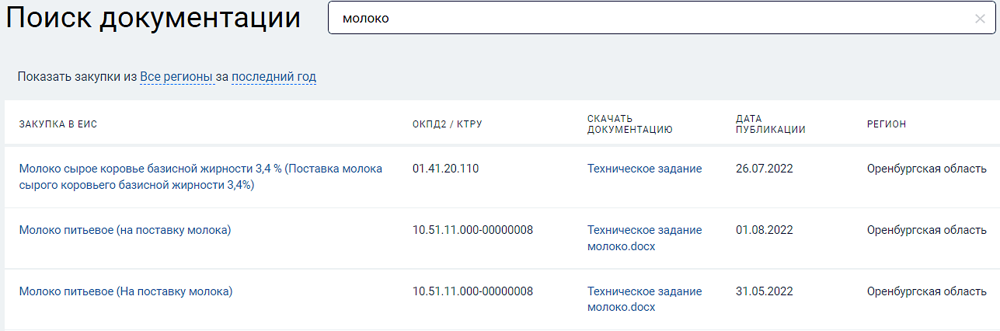 Поиск документации
молоко
Показать закупки из Все регионы за последний год
ЗАКУПКА В ЕИС
ОКПД2 / КТРУ
СКАЧАТЬ
ДОКУМЕНТАЦИЮ
ДАТА
ПУБЛИКАЦИИ
РЕГИОН
Молоко сырое коровье базисной жирности 3,4 % (Поставка молока
сырого коровьего базисной жирности 3,4%)
01.41.20.110
Техническое задание
26.07.2022
Оренбургская область
Молоко питьевое (на поставку молока)
10.51.11.000-00000008
Техническое задание
молоко.docx
01.08.2022
Оренбургская область
Молоко питьевое (На поставку молока)
10.51.11.000-00000008
Техническое задание
молоко.docx
31.05.2022
Оренбургская область